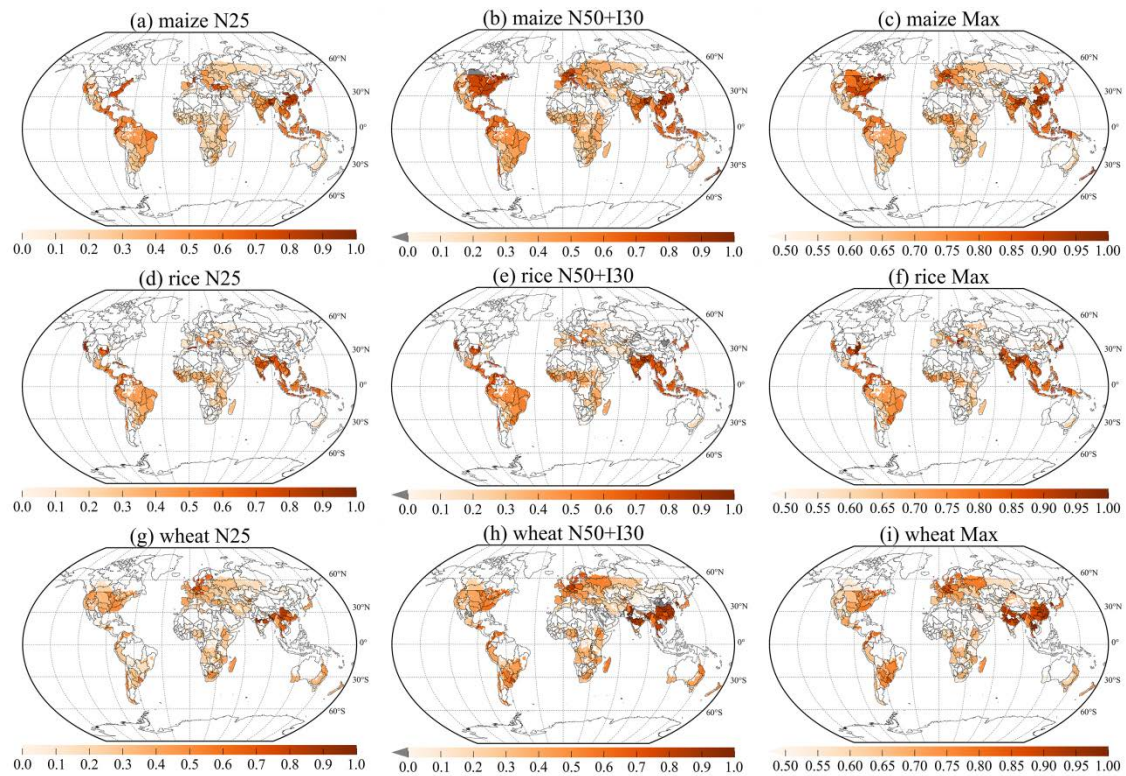 (a) maize N25
(b) maize N50+I30
(c) maize Max
60°N
60°N
60°N
30°N
30°N
30°N
0°
0°
0°
30°S
30°S
30°S
60°S
60°S
60°S
0.0 0.1 0.2 0.3 0.4 0.5 0.6 0.7 0.8 0.9 1.0
0.0 0.1 0.2 0.3 0.4 0.5 0.6 0.7 0.8 0.9 1.0
0.50 0.55 0.60 0.65 0.70 0.75 0.80 0.85 0.90 0.95 1.00
(d) rice N25
(e) rice N50+I30
(f) rice Max
60°N
60°N
60°N
30°N
30°N
30°N
0°
0°
0°
30°S
30°S
30°S
60°S
60°S
60°S
0.0 0.1 0.2 0.3 0.4 0.5 0.6 0.7 0.8 0.9 1.0
0.0 0.1 0.2 0.3 0.4 0.5 0.6 0.7 0.8 0.9 1.0
0.50 0.55 0.60 0.65 0.70 0.75 0.80 0.85 0.90 0.95 1.00
(g) wheat N25
(h) wheat N50+I30
(i) wheat Max
60°N
60°N
60°N
30°N
30°N
30°N
0°
0°
0°
30°S
30°S
30°S
60°S
60°S
60°S
0.0 0.1 0.2 0.3 0.4 0.5 0.6 0.7 0.8 0.9 1.0
0.0 0.1 0.2 0.3 0.4 0.5 0.6 0.7 0.8 0.9 1.0
0.50 0.55 0.60 0.65 0.70 0.75 0.80 0.85 0.90 0.95 1.00